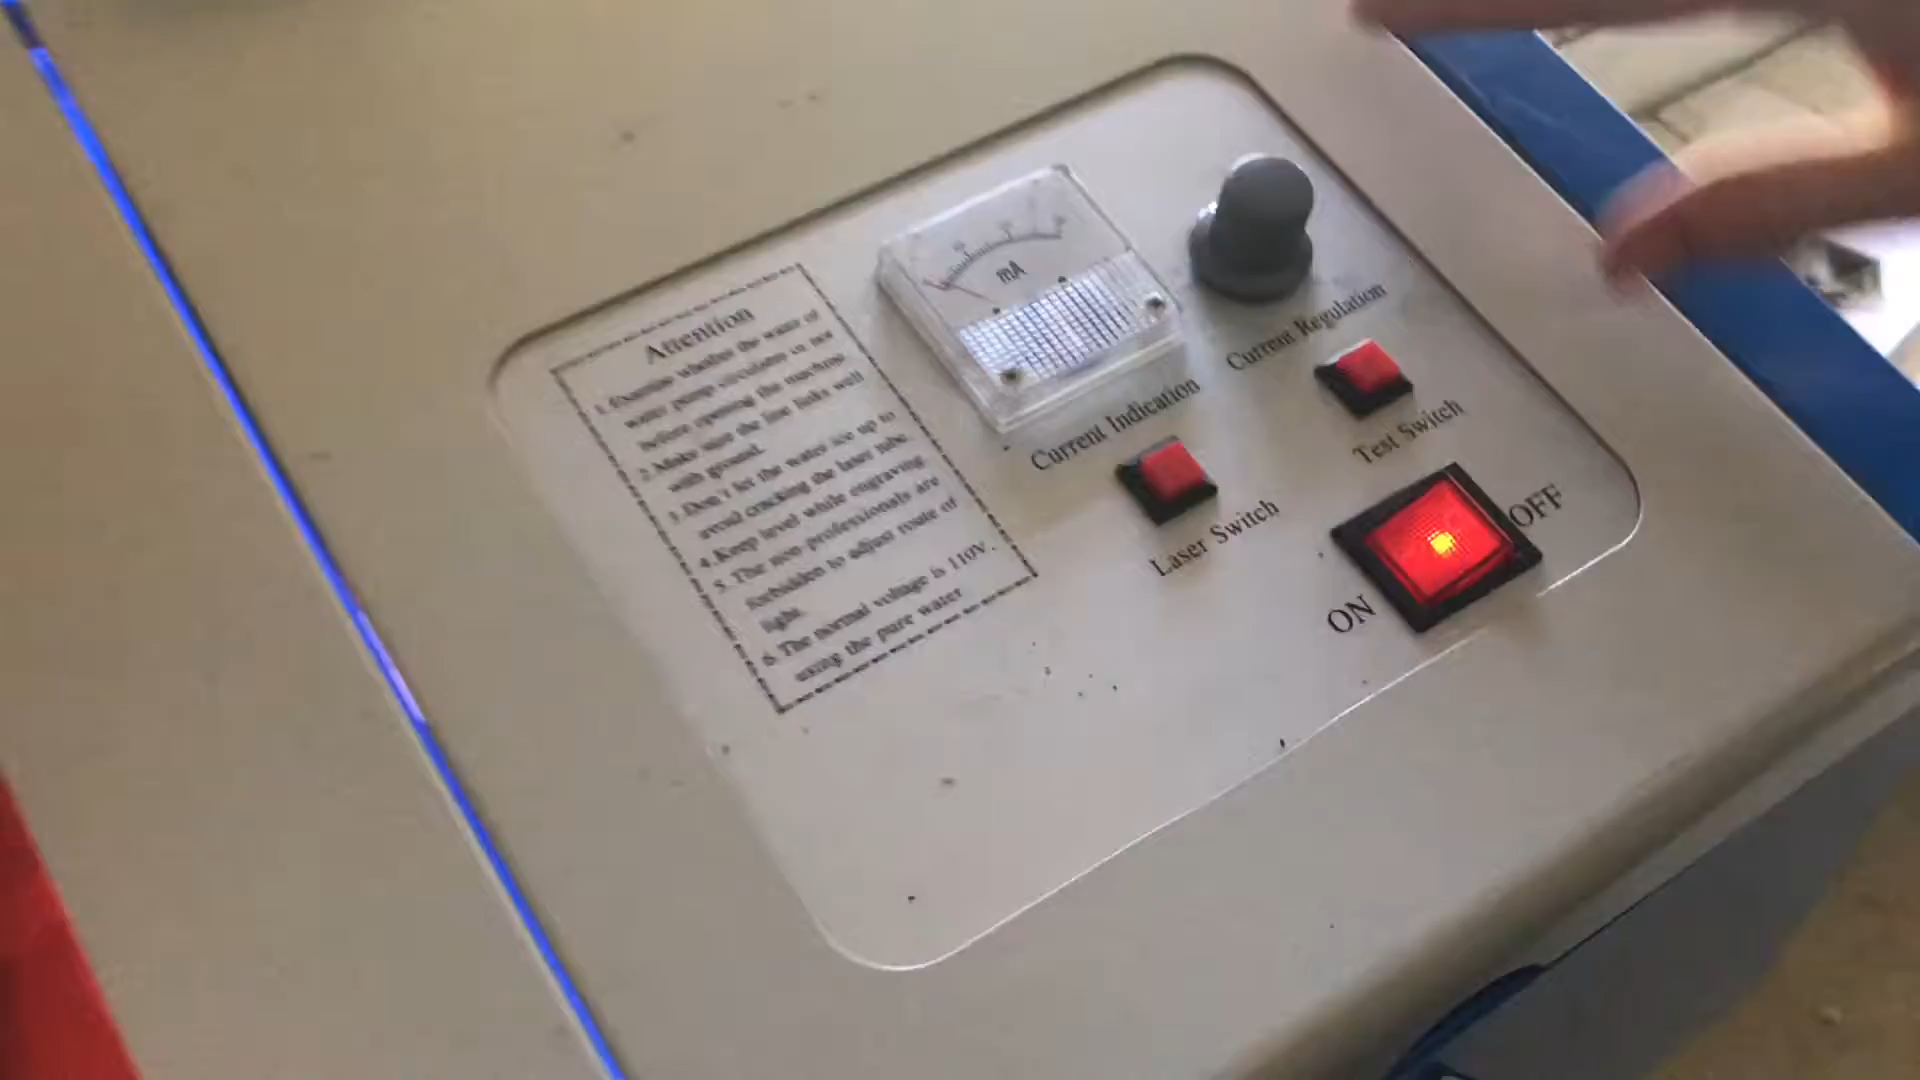 Attention
1. Examine whether the water of
water pump circulates or not
before opening the machine.
2. Make sure the line links well
with ground.
3. Don't let the water ice up to
avoid cracking the laser tube.
4. Keep level while engraving
5. The non-professionals are
forbidden to adjust route of
light.
6. The normal voltage is 110V.
using the pure water
mA
Current Indication
Current Regulation
Test Switch
Laser Switch
OFF
ON